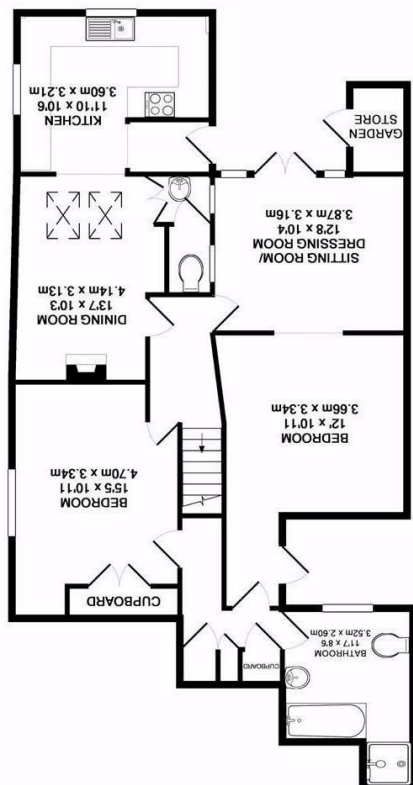 BATHROOM
11'7 x 8'6
3.52m x 2.60m
CUPBOARD
CUPBOARD
BEDROOM
15'5 x 10'11
4.70m x 3.34m
BEDROOM
12' x 10'11
3.66m x 3.34m
DINING ROOM
13'7 x 10'3
4.14m x 3.13m
SITTING ROOM/
DRESSING ROOM
12'8 x 10'4
3.87m x 3.16m
GARDEN
STORE
KITCHEN
11'10 x 10'6
3.60m x 3.21m